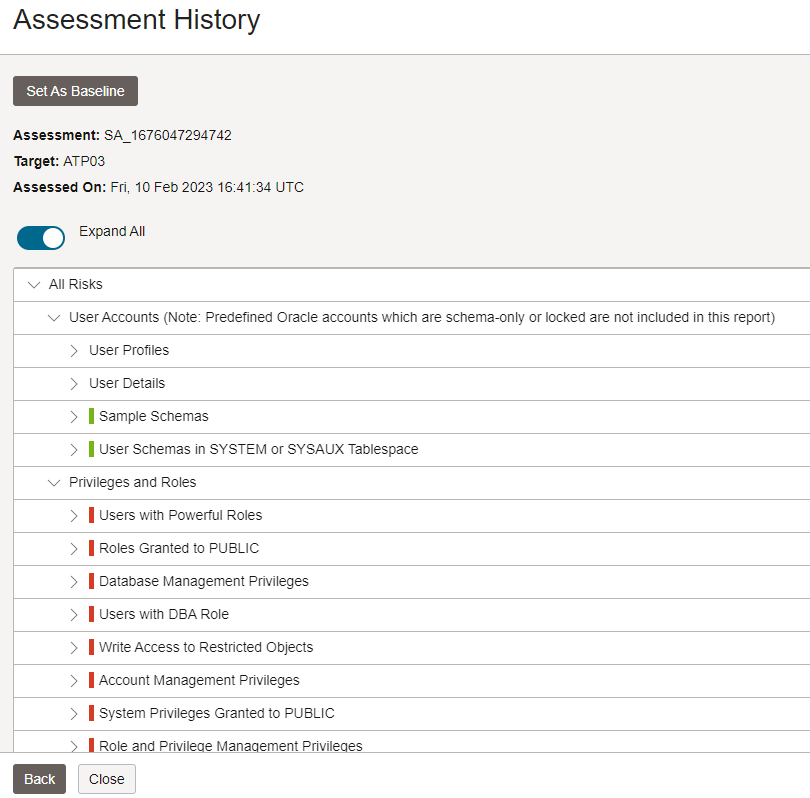 Assessment History
Set As Baseline
Assessment: SA_1676047294742
Target: ATP03
Assessed On: Fri, 10 Feb 2023 16:41:34 UTC
Expand All
All Risks
User Accounts (Note: Predefined Oracle accounts which are schema-only or locked are not included in this report)
User Profiles
User Details
Sample Schemas
User Schemas in SYSTEM or SYSAUX Tablespace
Privileges and Roles
Users with Powerful Roles
Roles Granted to PUBLIC
Database Management Privileges
Users with DBA Role
Write Access to Restricted Objects
Account Management Privileges
System Privileges Granted to PUBLIC
Role and Privilege Management Privileges
Back Close